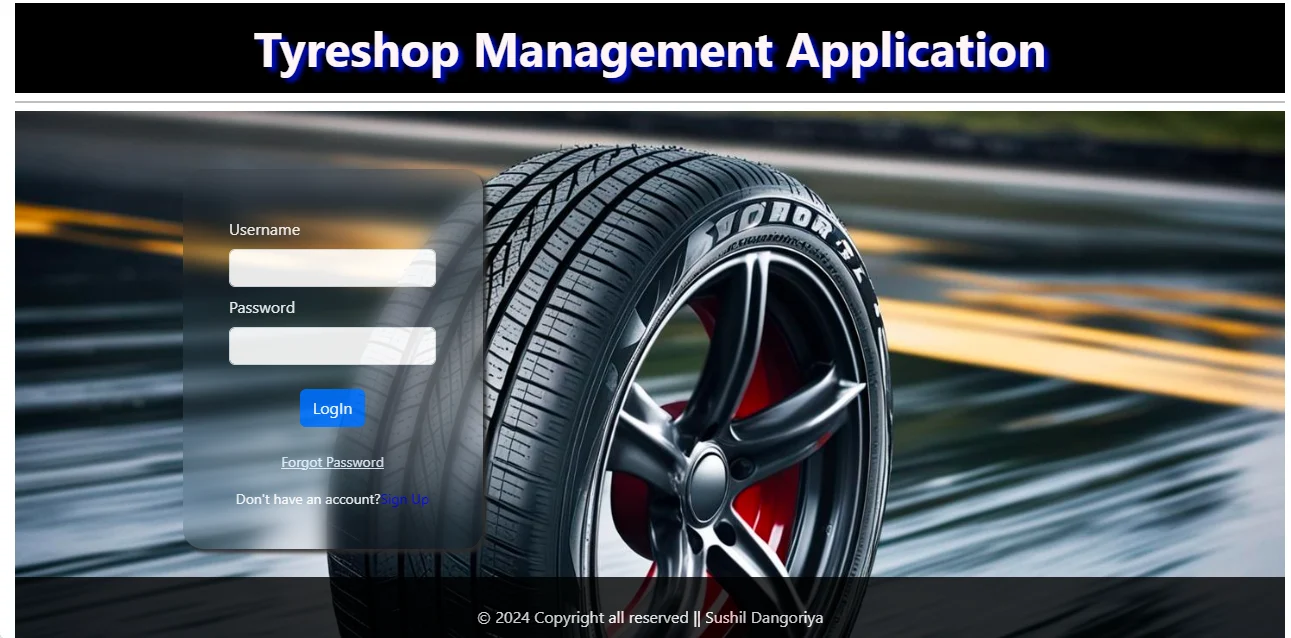 Tyreshop Management Application
Username
Password
LogIn
Forgot Password
Don't have an account?Sign Up
© 2024 Copyright all reserved || Sushil Dangoriya